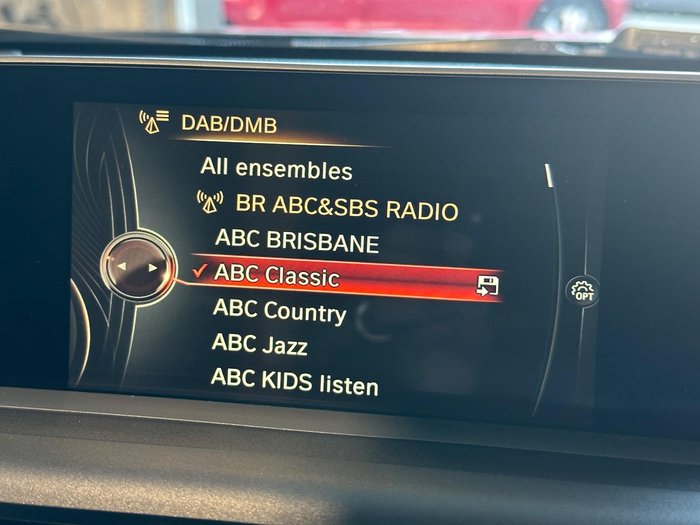 DAB/DMB
All ensembles
BR ABC&SBS RADIO
ABC BRISBANE
ABC Classic
ABC Country
ABC Jazz
ABC KIDS listen
OPT